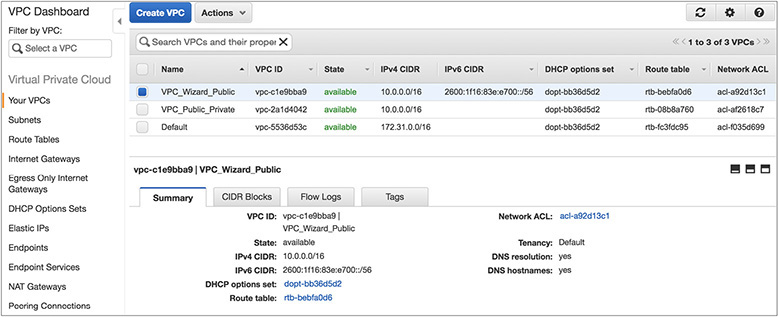 VPC Dashboard
Filter by VPC:
Select a VPC
Virtual Private Cloud
Your VPCs
Subnets
Route Tables
Internet Gateways
Egress Only Internet
Gateways
DHCP Options Sets
Elastic IPs
Endpoints
Endpoint Services
NAT Gateways
Peering Connections
Create VPC Actions
Search VPCs and their proper
1 to 3 of 3 VPCs
Name VPC ID State IPv4 CIDR IPv6 CIDR DHCP options set Route table Network ACL
VPC_Wizard_Public vpc-c1e9bba9 available 10.0.0.0/16 2600:1f16:83e:e700::/56 dopt-bb36d5d2 rtb-bebfa0d6 acl-a92d13c1
VPC_Public_Private vpc-2a1d4042 available 10.0.0.0/16 dopt-bb36d5d2 rtb-08b8a760 acl-af2618c7
Default vpc-5536d53c available 172.31.0.0/16 dopt-bb36d5d2 rtb-fc3fdc95 acl-f035d699
vpc-c1e9bba9 | VPC_Wizard_Public
Summary CIDR Blocks Flow Logs Tags
VPC ID: vpc-c1e9bba9 |
VPC_Wizard_Public
State: available
IPv4 CIDR: 10.0.0.0/16
IPv6 CIDR: 2600:1f16:83e:e700::/56
DHCP options set: dopt-bb36d5d2
Route table: rtb-bebfa0d6
Network ACL: acl-a92d13c1
Tenancy: Default
DNS resolution: yes
DNS hostnames: yes